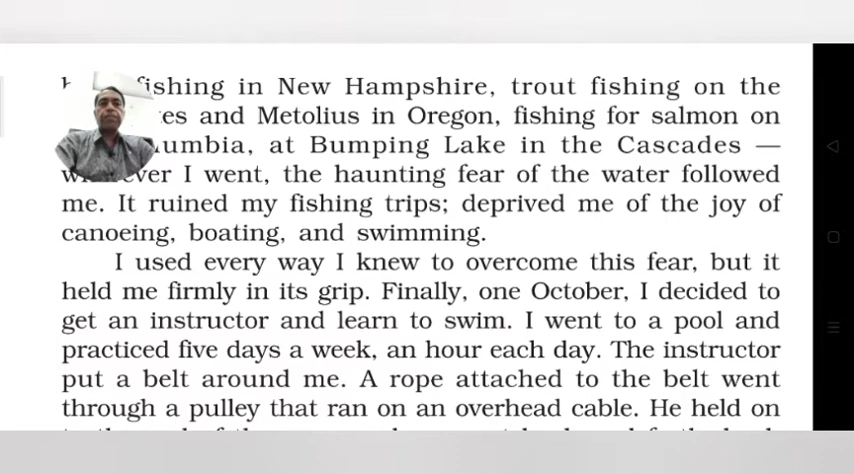 fishing in New Hampshire, trout fishing on the
and Metolius in Oregon, fishing for salmon on
at Bumping Lake in the Cascades —
I went, the haunting fear of the water followed
me. It ruined my fishing trips; deprived me of the joy of
canoeing, boating, and swimming.
I used every way I knew to overcome this fear, but it
held me firmly in its grip. Finally, one October, I decided to
get an instructor and learn to swim. I went to a pool and
practiced five days a week, an hour each day. The instructor
put a belt around me. A rope attached to the belt went
through a pulley that ran on an overhead cable. He held on